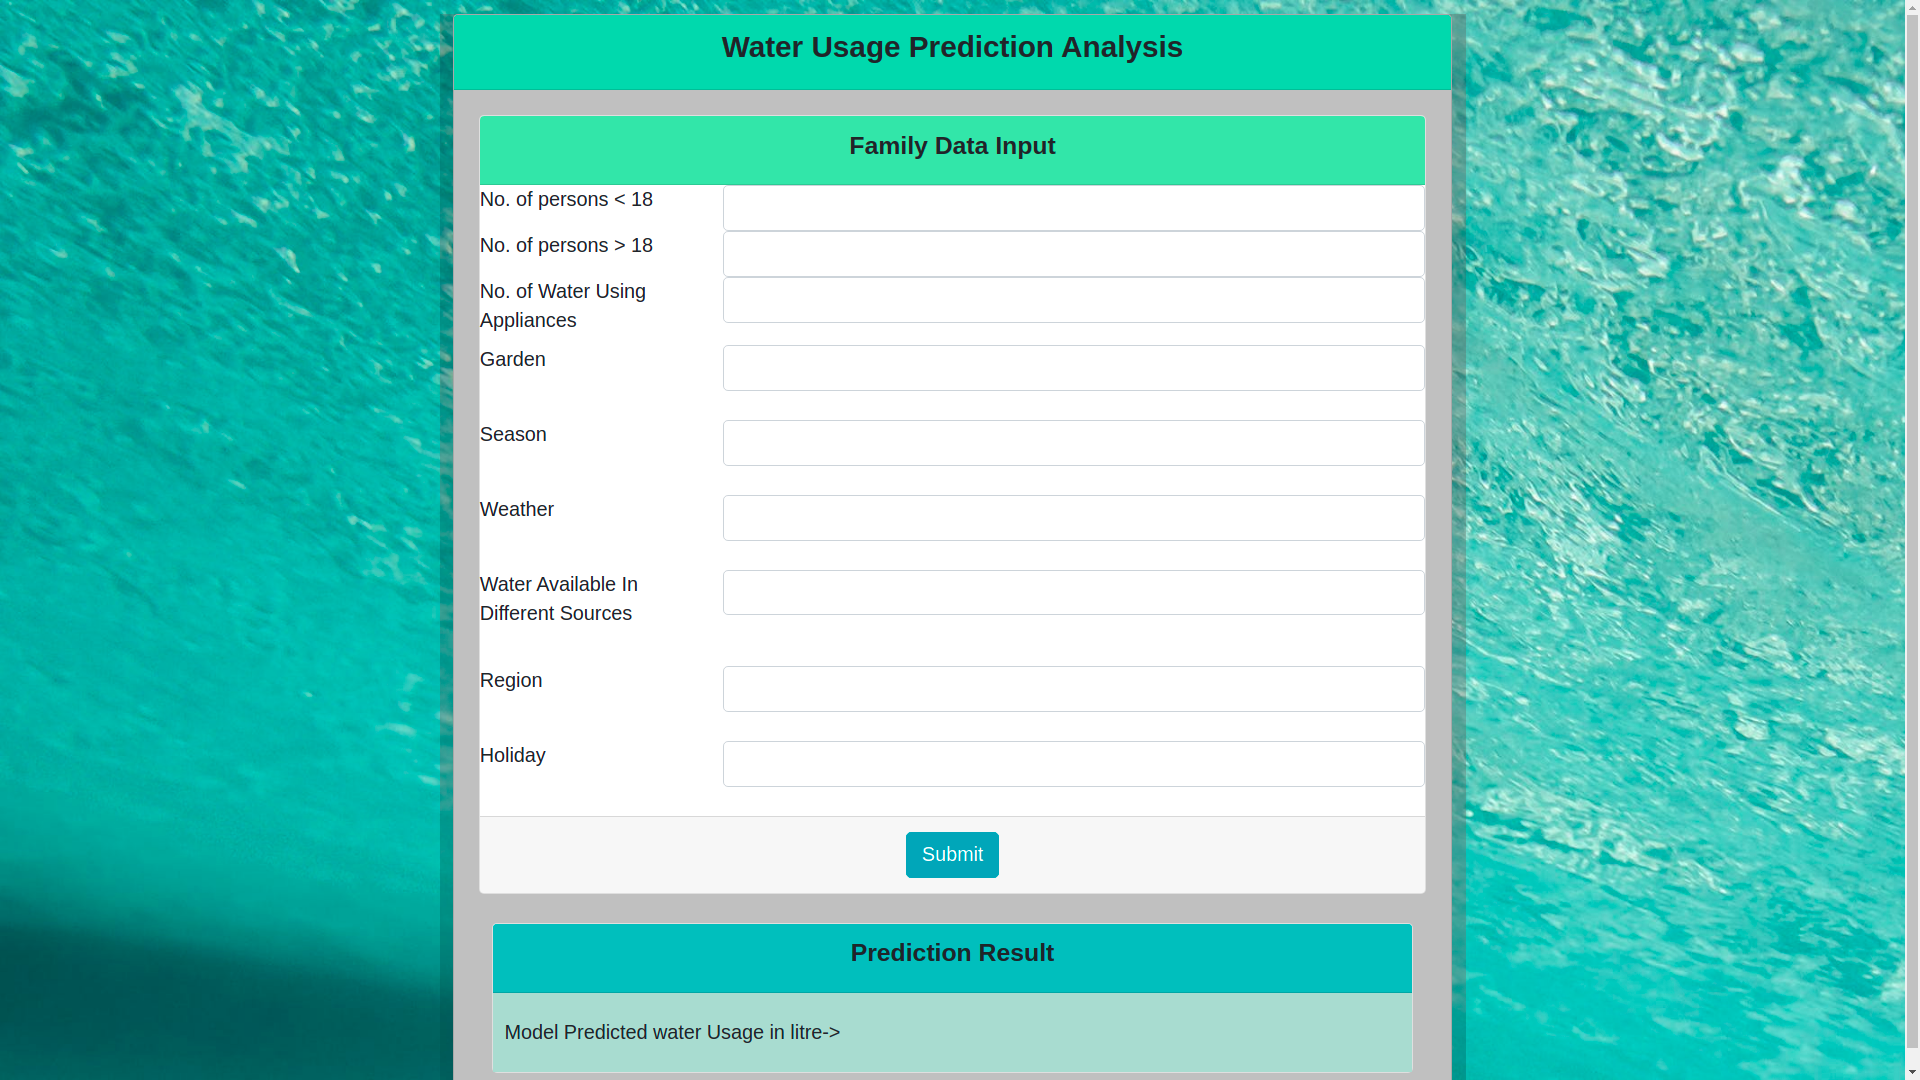 Water Usage Prediction Analysis
Family Data Input
No. of persons < 18
No. of persons > 18
No. of Water Using
Appliances
Garden
Season
Weather
Water Available In
Different Sources
Region
Holiday
Submit
Prediction Result
Model Predicted water Usage in litre->